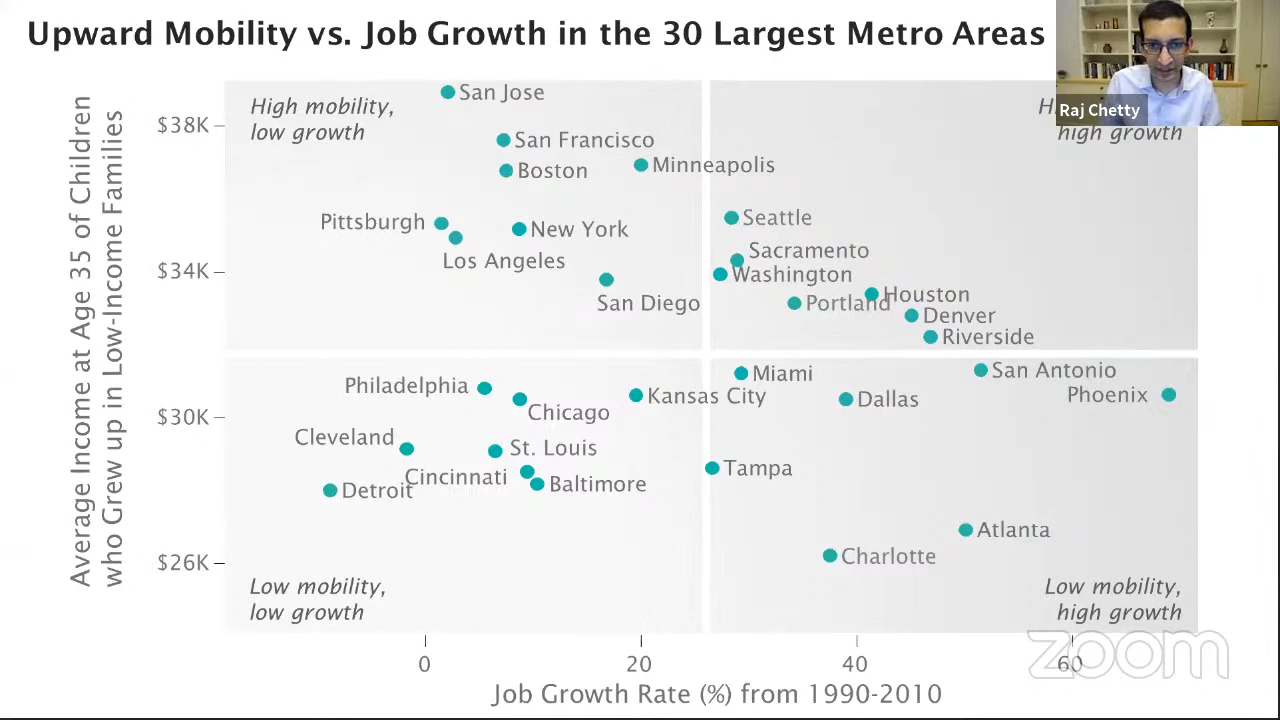 Upward Mobility vs. Job Growth in the 30 Largest Metro Areas
Raj Chetty
Average Income at Age 35 of Children
who Grew up in Low-Income Families
$38K
$34K
$30K
$26K
High mobility,
low growth
high growth
San Jose
San Francisco
Boston
Minneapolis
Pittsburgh
New York
Los Angeles
San Diego
Seattle
Sacramento
Washington
Portland
Houston
Denver
Riverside
Philadelphia
Chicago
Kansas City
Miami
San Antonio
Phoenix
Dallas
Cleveland
St. Louis
Cincinnati
Baltimore
Detroit
Tampa
Atlanta
Charlotte
Low mobility,
low growth
Low mobility,
high growth
zoom
0
20
40
60
Job Growth Rate (%) from 1990-2010